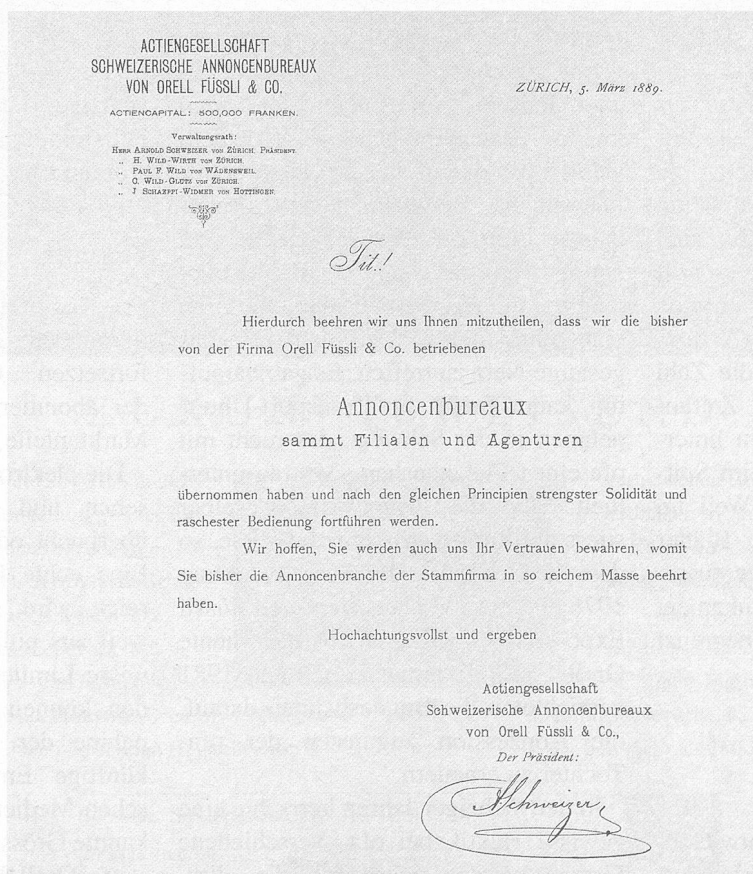 ACTIENGESELLSCHAFT
SCHWEIZERISCHE ANNONCENBUREAUX
VON ORELL FÜSSLI & CO.
ACTIENCAPITAL: 500,000 FRANKEN.
Verwaltungsrath:
HERR ARNOLD SCHWEIZER VON ZÜRICH, PRÄSIDENT.
„ H. WILD-WIRTH VON ZÜRICH.
„ PAUL F. WILD VON WÄDENSWEIL.
„ C. WILD-GLUTZ VON ZÜRICH.
„ J. SCHAEPPI-WIDMER VON HOTTINGEN.
ZÜRICH, 5. März 1889.
Tit.!
Hierdurch beehren wir uns Ihnen mitzutheilen, dass wir die bisher
von der Firma Orell Füssli & Co. betriebenen
Annoncenbureaux
sammt Filialen und Agenturen
übernommen haben und nach den gleichen Principien strengster Solidität und
raschester Bedienung fortführen werden.
Wir hoffen, Sie werden auch uns Ihr Vertrauen bewahren, womit
Sie bisher die Annoncenbranche der Stammfirma in so reichem Masse beehrt
haben.
Hochachtungsvollst und ergeben
Actiengesellschaft
Schweizerische Annoncenbureaux
von Orell Füssli & Co.,
Der Präsident:
ASchweizer